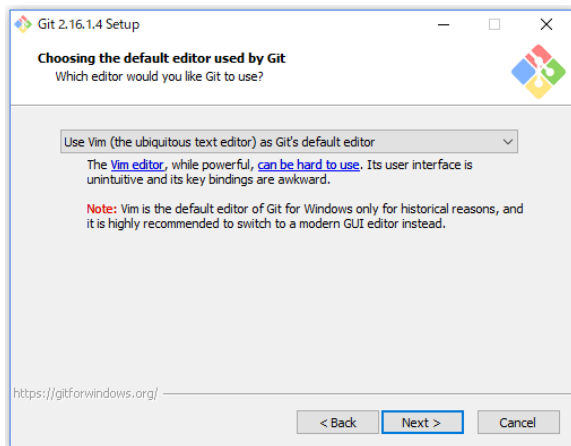 Git 2.16.1.4 Setup
Choosing the default editor used by Git
Which editor would you like Git to use?
Use Vim (the ubiquitous text editor) as Git's default editor
The Vim editor, while powerful, can be hard to use. Its user interface is
unintuitive and its key bindings are awkward.
Note: Vim is the default editor of Git for Windows only for historical reasons, and
it is highly recommended to switch to a modern GUI editor instead.
https://gitforwindows.org/
< Back Next > Cancel